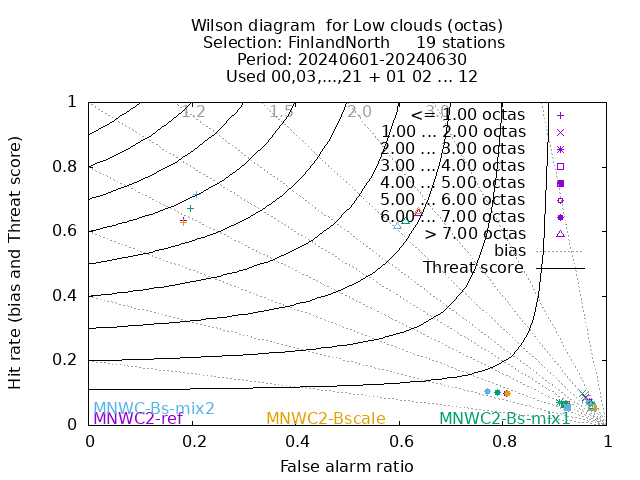 Wilson diagram  for Low clouds (octas)
Selection: FinlandNorth     19 stations
Period: 20240601-20240630
Used 00,03,...,21 + 01 02 ... 12
Hit rate (bias and Threat score)
1
0.8
0.6
0.4
0.2
0
1.2 1.5 2.0 3.0
<= 1.00 octas
1.00 ... 2.00 octas
2.00 ... 3.00 octas
3.00 ... 4.00 octas
4.00 ... 5.00 octas
5.00 ... 6.00 octas
6.00 ... 7.00 octas
> 7.00 octas
bias
Threat score
MNWC-Bs-mix2
MNWC2-ref MNWC2-Bscale MNWC2-Bs-mix1
0 0.2 0.4 0.6 0.8 1
False alarm ratio